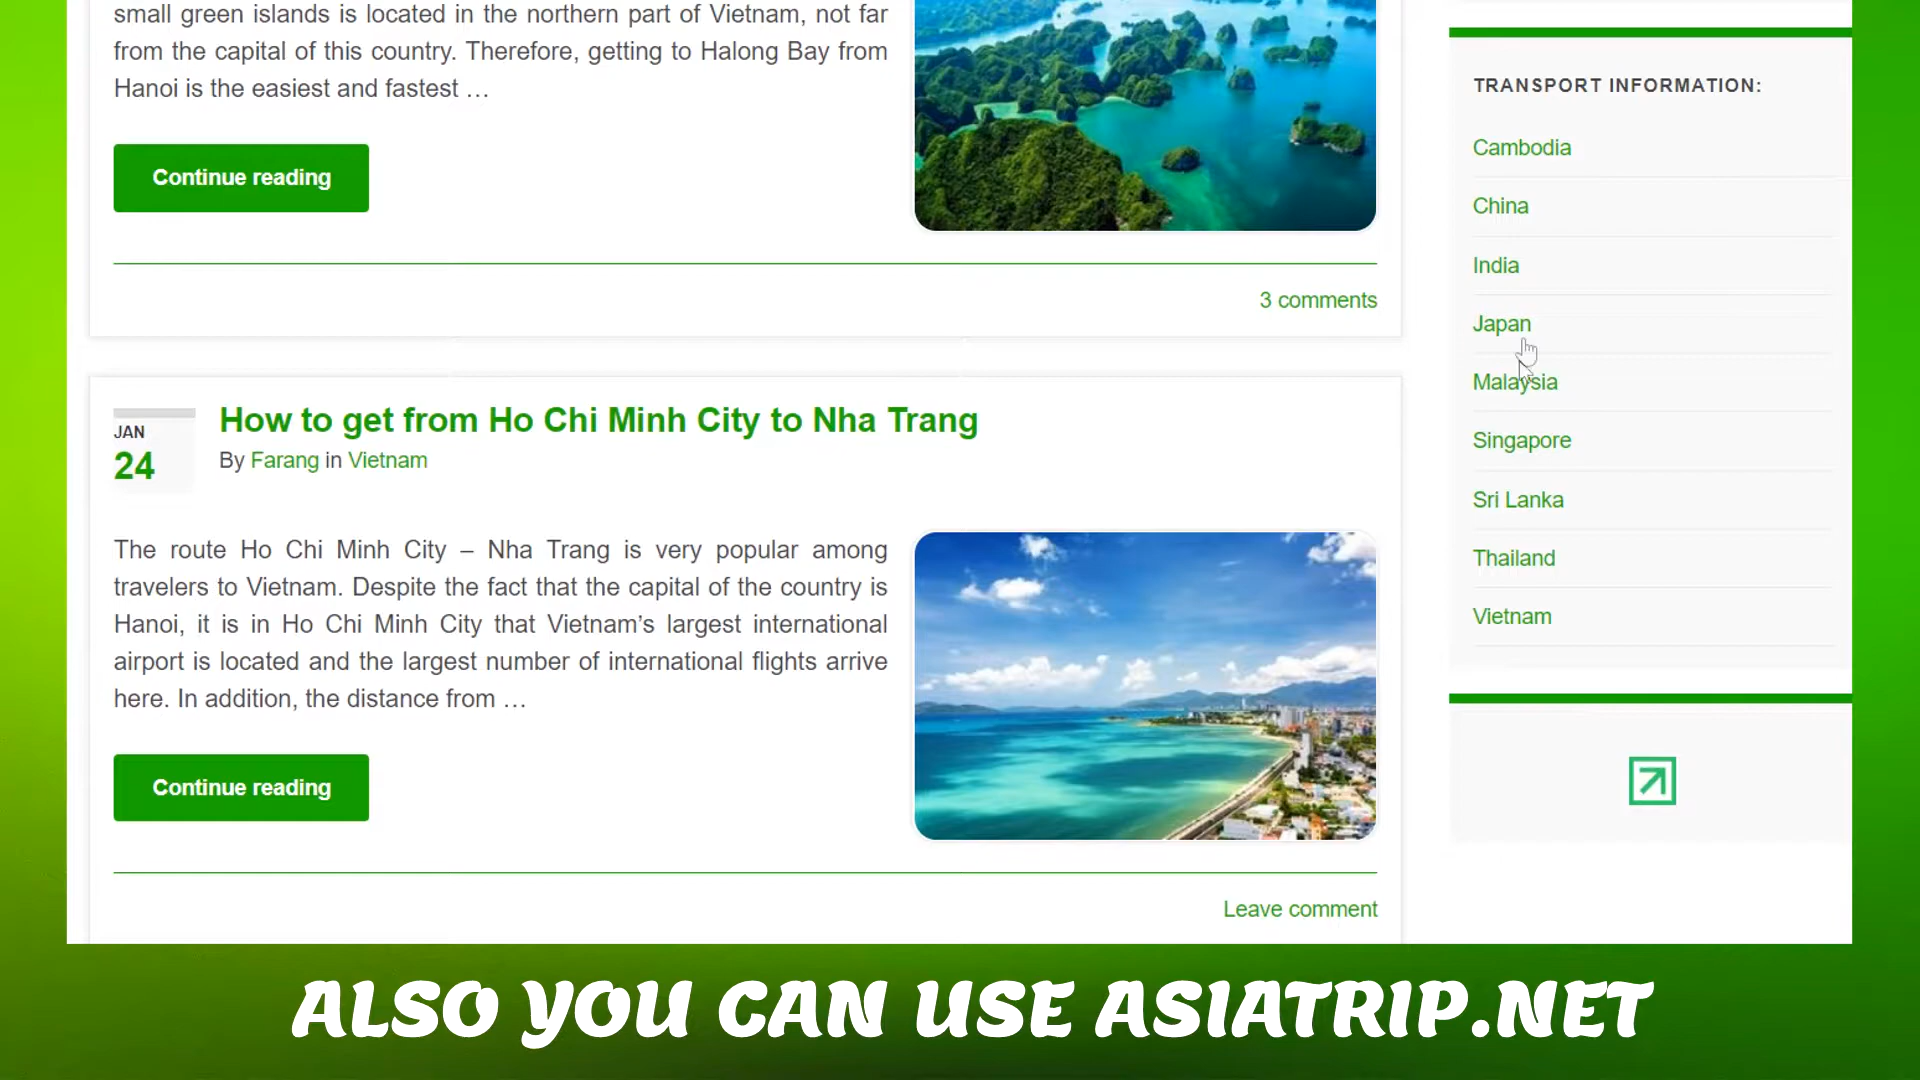 small green islands is located in the northern part of Vietnam, not far
from the capital of this country. Therefore, getting to Halong Bay from
Hanoi is the easiest and fastest …
Continue reading
3 comments
JAN
24
How to get from Ho Chi Minh City to Nha Trang
By Farang in Vietnam
The route Ho Chi Minh City – Nha Trang is very popular among
travelers to Vietnam. Despite the fact that the capital of the country is
Hanoi, it is in Ho Chi Minh City that Vietnam’s largest international
airport is located and the largest number of international flights arrive
here. In addition, the distance from …
Continue reading
Leave comment
TRANSPORT INFORMATION:
Cambodia
China
India
Japan
Malaysia
Singapore
Sri Lanka
Thailand
Vietnam
ALSO YOU CAN USE ASIATRIP.NET